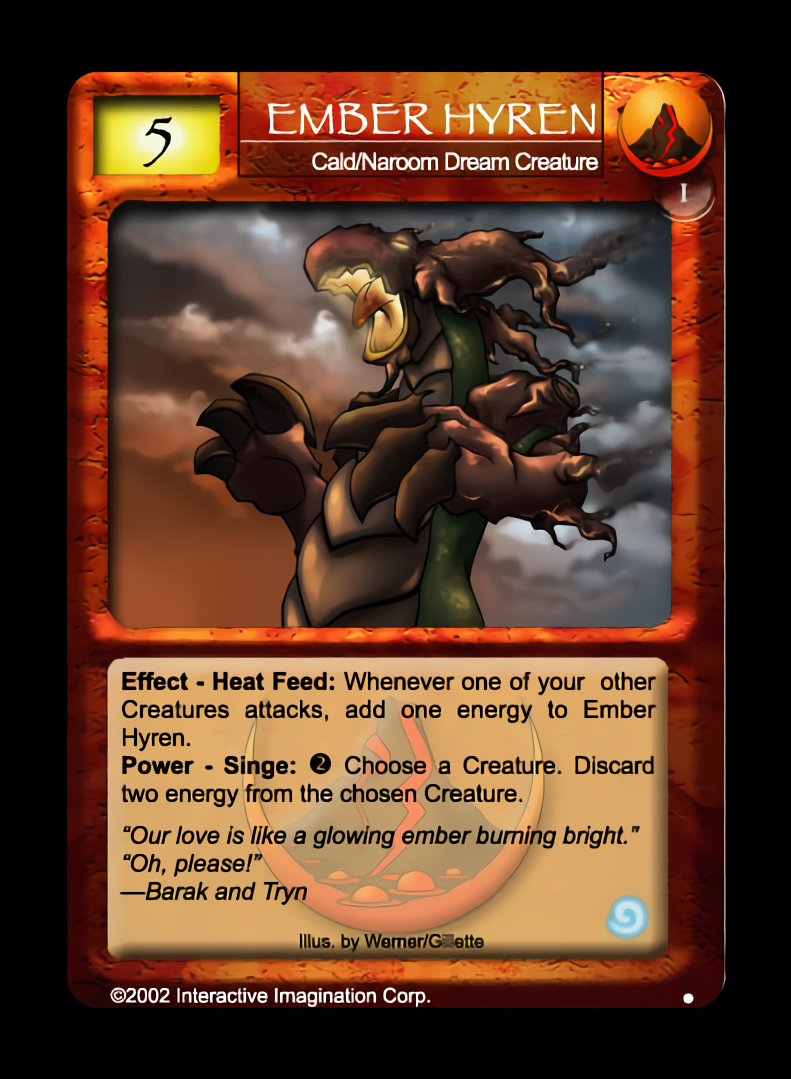 5
EMBER HYREN
Cald/Naroom Dream Creature
I
Effect - Heat Feed: Whenever one of your other
Creatures attacks, add one energy to Ember
Hyren.
Power - Singe: ❷ Choose a Creature. Discard
two energy from the chosen Creature.
"Our love is like a glowing ember burning bright."
"Oh, please!"
—Barak and Tryn
Illus. by
©2002 Interactive Imagination Corp.